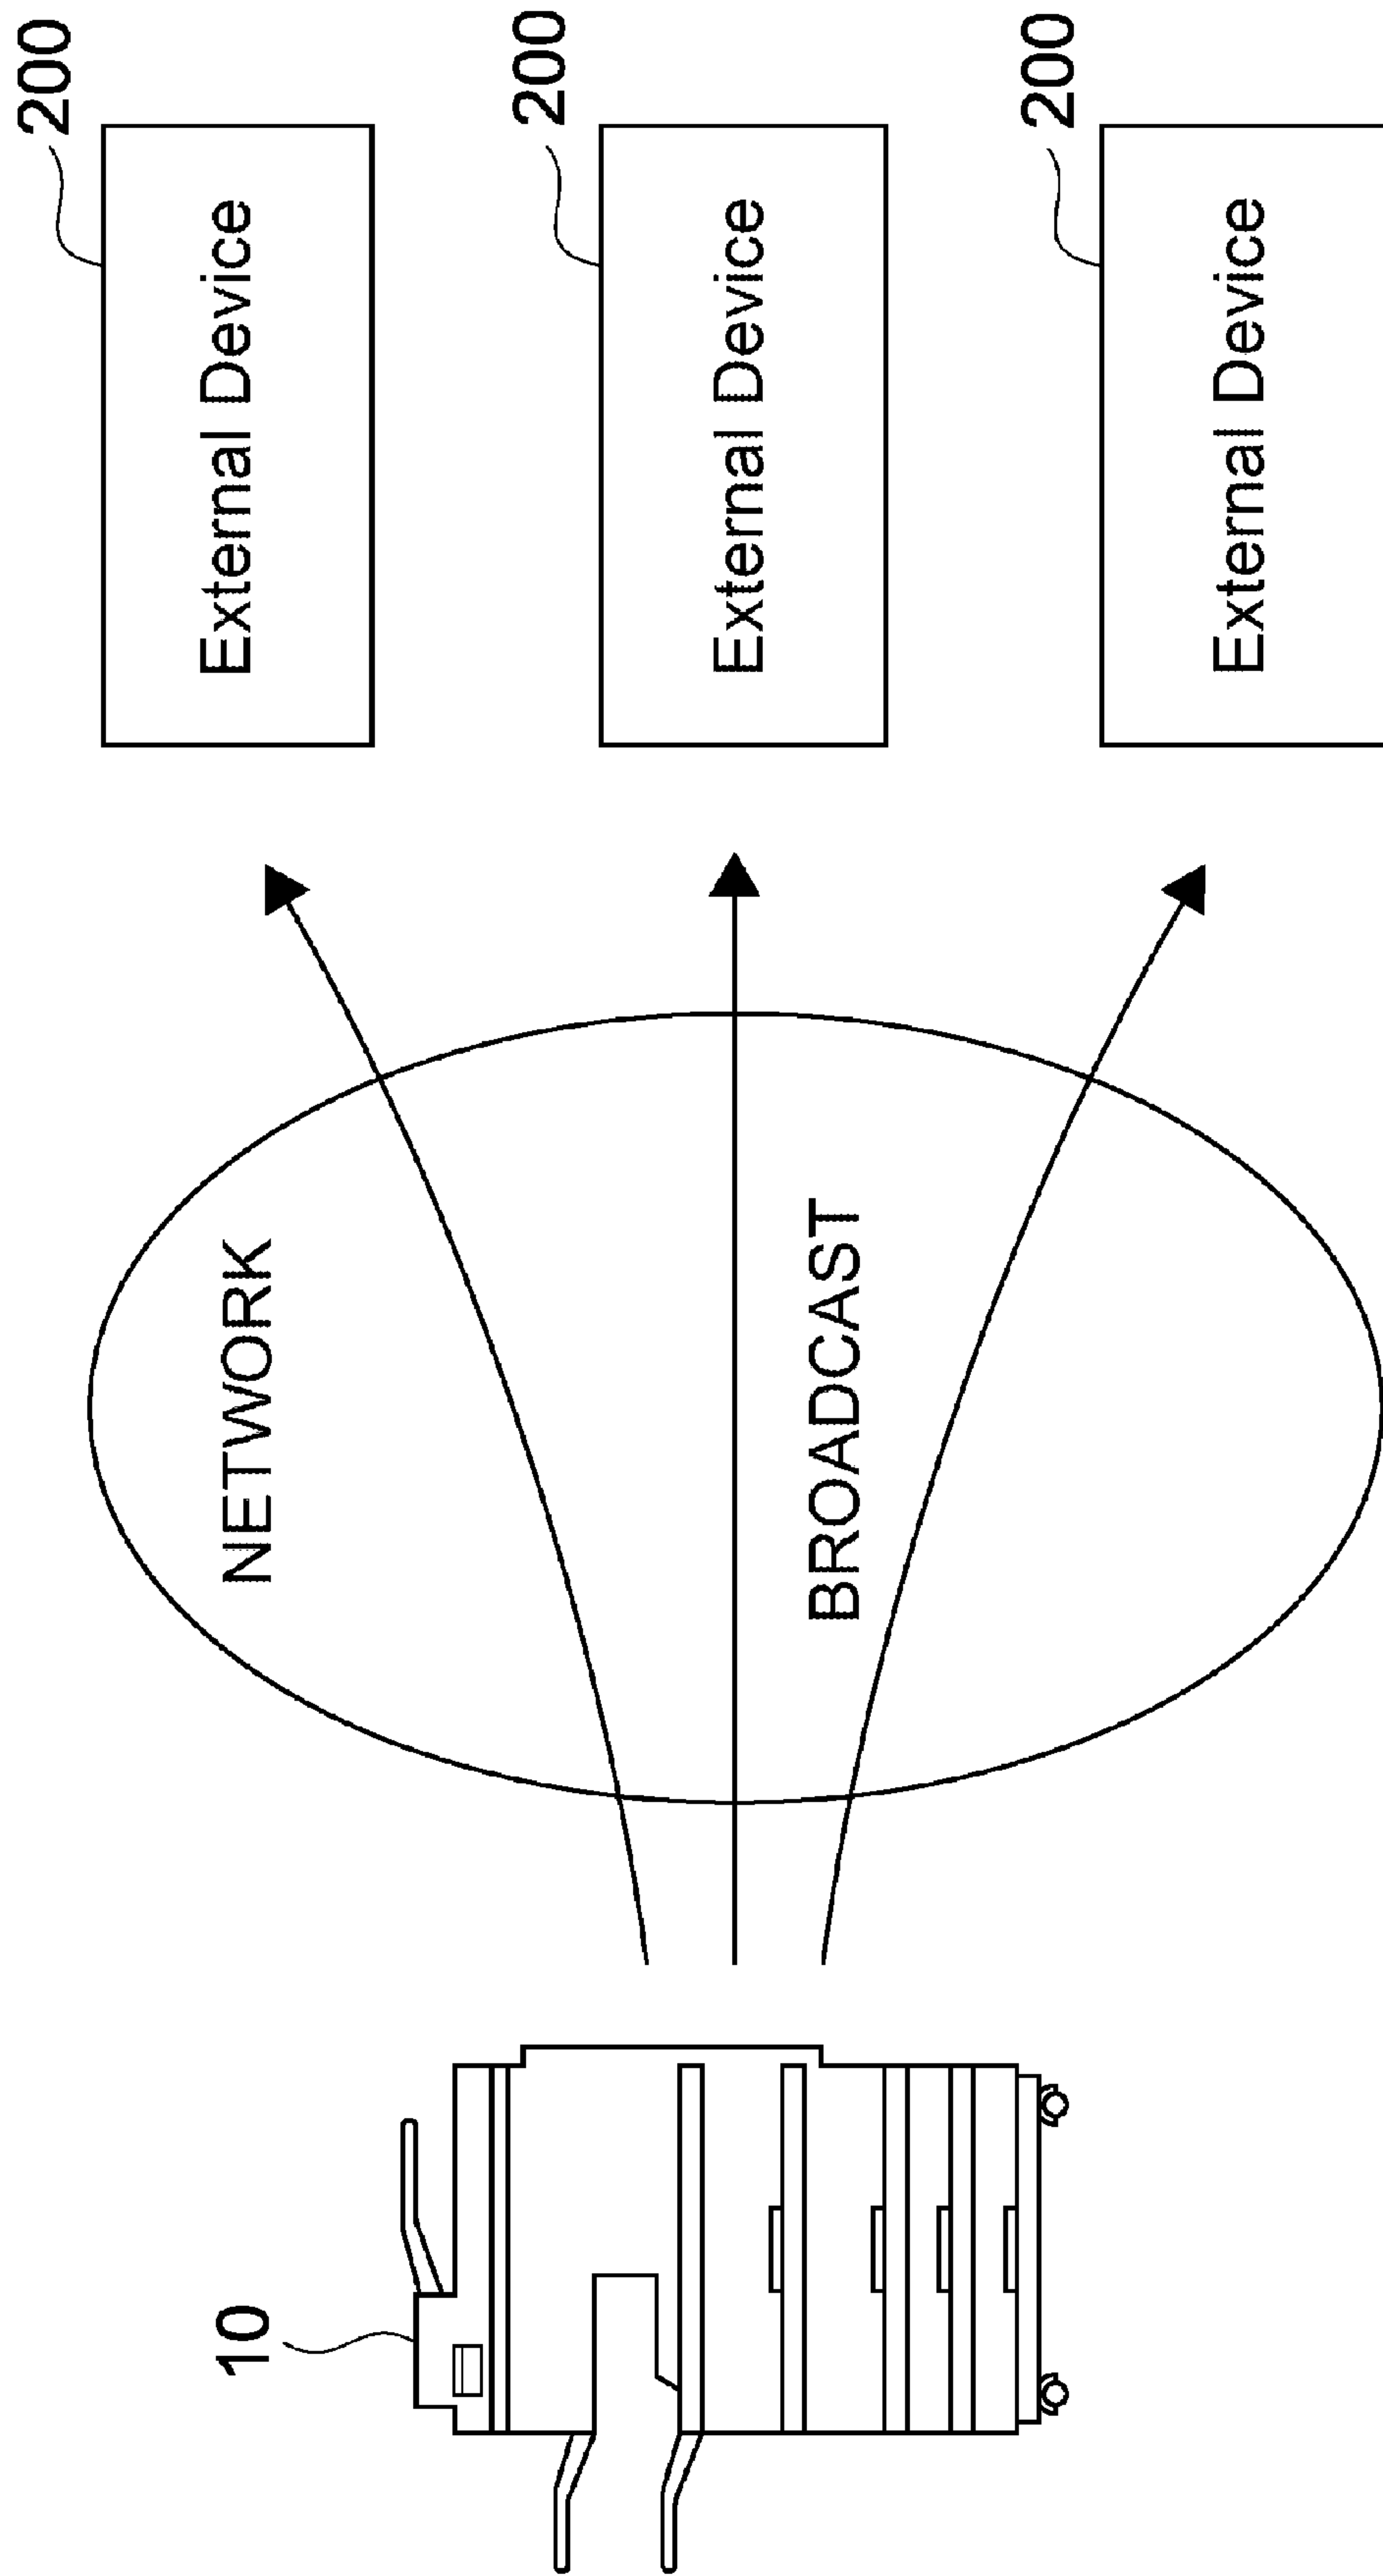 10
NETWORK
BROADCAST
200
External Device
200
External Device
200
External Device